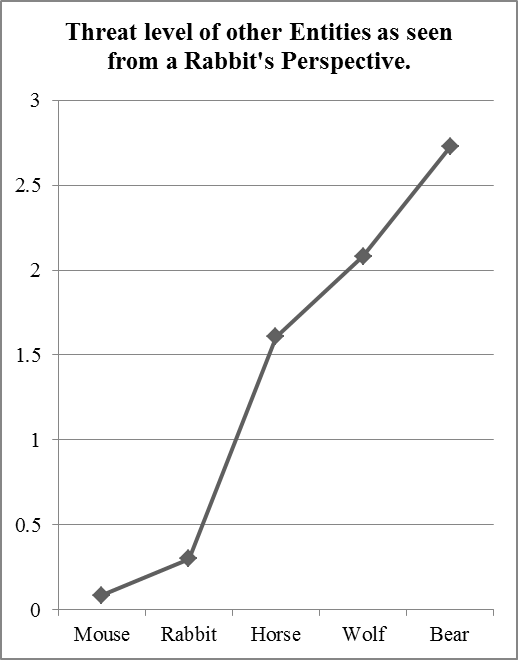 Threat level of other Entities as seen
from a Rabbit's Perspective.
3
2.5
2
1.5
1
0.5
0
Mouse Rabbit Horse Wolf Bear